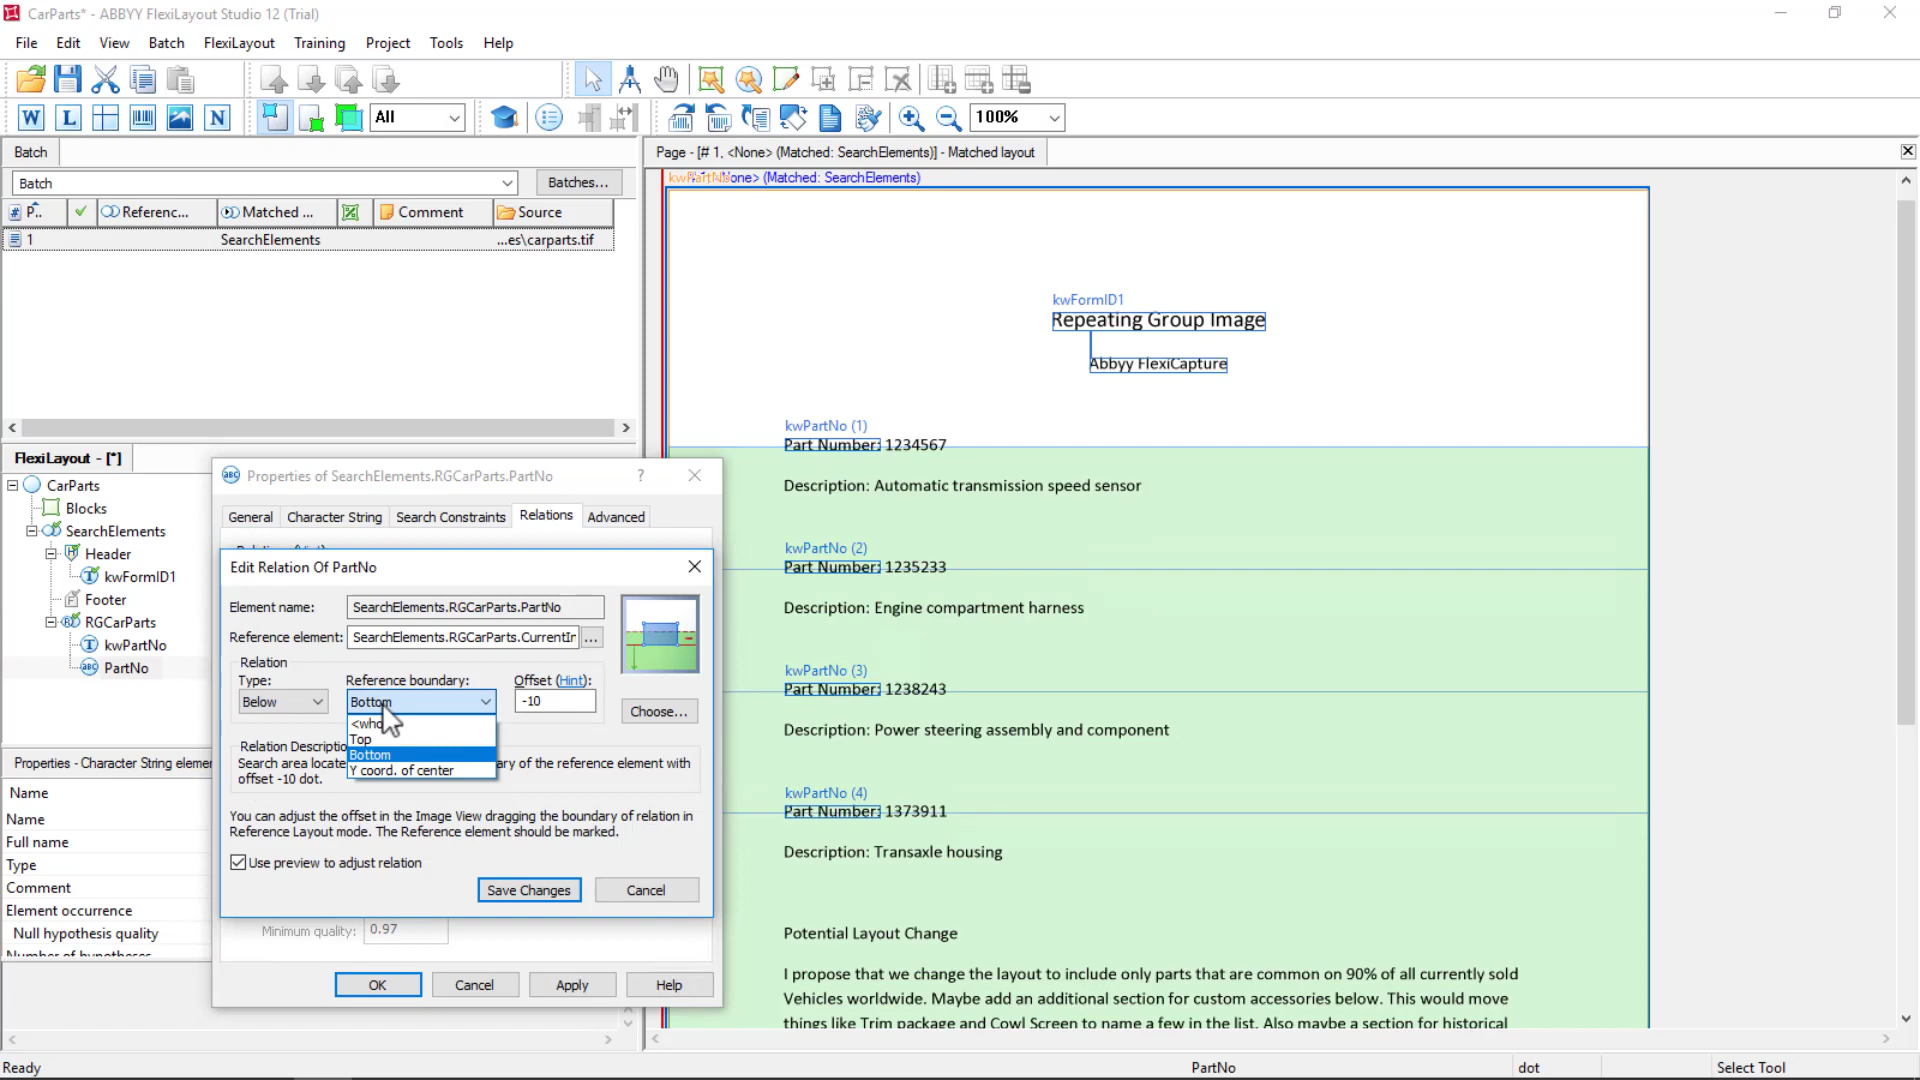 CarParts* - ABBYY FlexiLayout Studio 12 (Trial)
File Edit View Batch FlexiLayout Training Project Tools Help
All
W L N
100%
Batch
Page - [# 1, <None> (Matched: SearchElements)] - Matched layout
Batch
Batches...
# P.. Referenc... Matched ... Comment Source
1 SearchElements ...es\carparts.tif
(Matched: SearchElements)
kwFormID1
Repeating Group Image
Abbyy FlexiCapture
kwPartNo (1)
Part Number: 1234567
Description: Automatic transmission speed sensor
kwPartNo (2)
Part Number: 1235233
Description: Engine compartment harness
kwPartNo (3)
Part Number: 1238243
Description: Power steering assembly and component
kwPartNo (4)
Part Number: 1373911
Description: Transaxle housing
Potential Layout Change
I propose that we change the layout to include only parts that are common on 90% of all currently sold
Vehicles worldwide. Maybe add an additional section for custom accessories below. This would move
things like Trim package and Cowl Screen to name a few in the list. Also maybe a section for historical
FlexiLayout - [*]
CarParts
Blocks
SearchElements
Header
kwFormID1
Footer
RGCarParts
kwPartNo
PartNo
Properties - Character String elemer
Name
Name
Full name
Type
Comment
Element occurrence
Null hypothesis quality
Number of hypotheses
Properties of SearchElements.RGCarParts.PartNo
General Character String Search Constraints Relations Advanced
Edit Relation Of PartNo
Element name: SearchElements.RGCarParts.PartNo
Reference element: SearchElements.RGCarParts.CurrentIr ...
Relation
Type: Reference boundary: Offset (Hint):
Below Bottom -10
Choose...
<who
Top
Bottom
Y coord. of center
Relation Descriptio
Search area locate ary of the reference element with
offset -10 dot.
You can adjust the offset in the Image View dragging the boundary of relation in
Reference Layout mode. The Reference element should be marked.
Use preview to adjust relation
Save Changes Cancel
Minimum quality: 0.97
OK Cancel Apply Help
Ready PartNo dot Select Tool